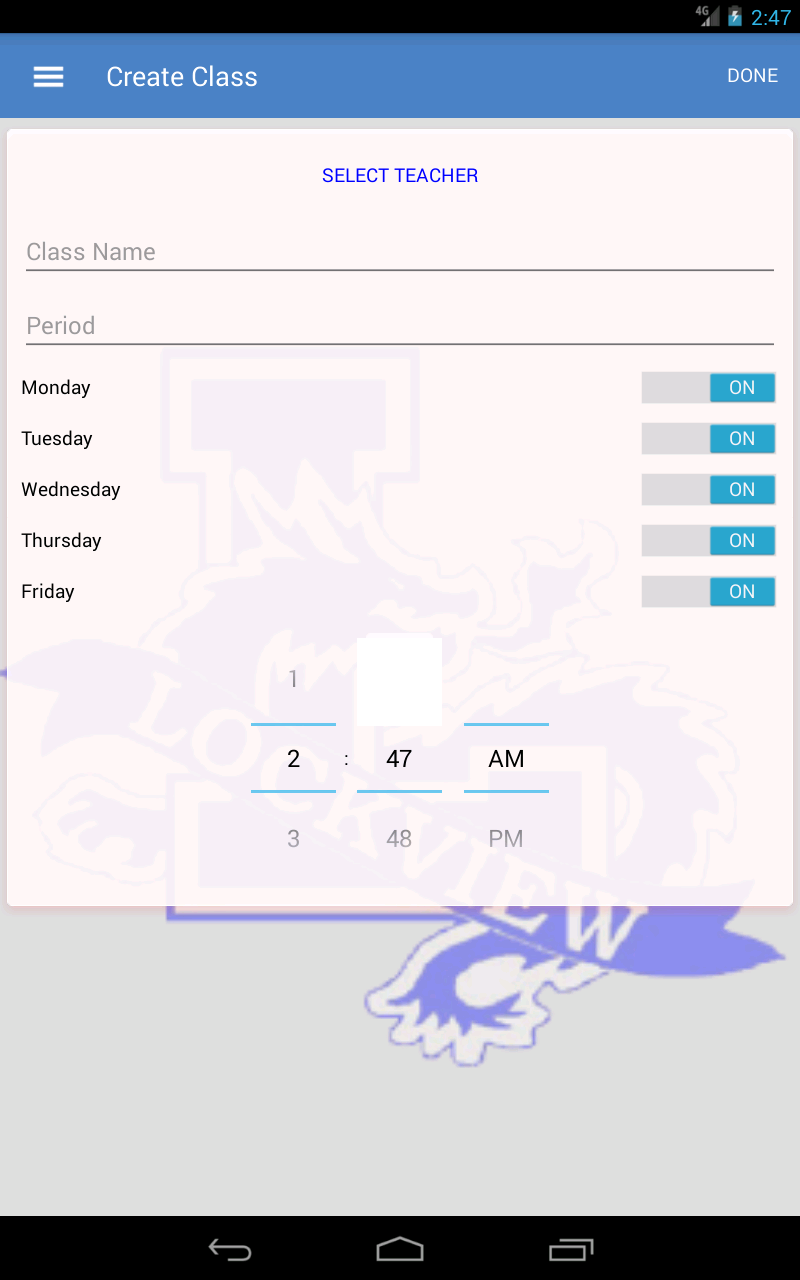 4G 2:47
Create Class DONE
SELECT TEACHER
Class Name
Period
Monday ON
Tuesday ON
Wednesday ON
Thursday ON
Friday ON
1
2 : 47 AM
3 48 PM
LOCKVIEW